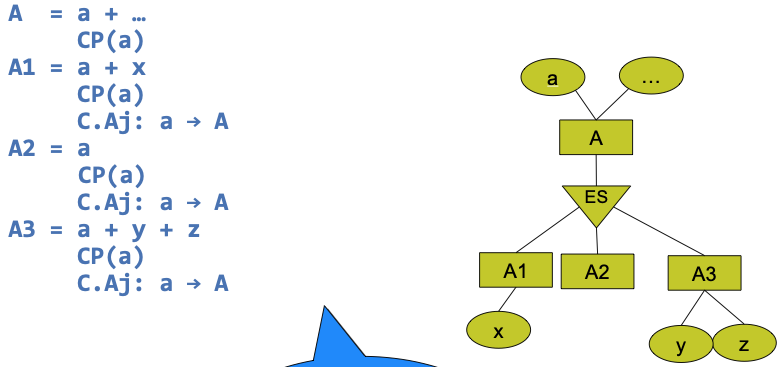 A  = a + …
CP(a)
A1 = a + x
CP(a)
C.Aj: a → A
A2 = a
CP(a)
C.Aj: a → A
A3 = a + y + z
CP(a)
C.Aj: a → A
a
…
A
ES
A1
A2
A3
x
y
z